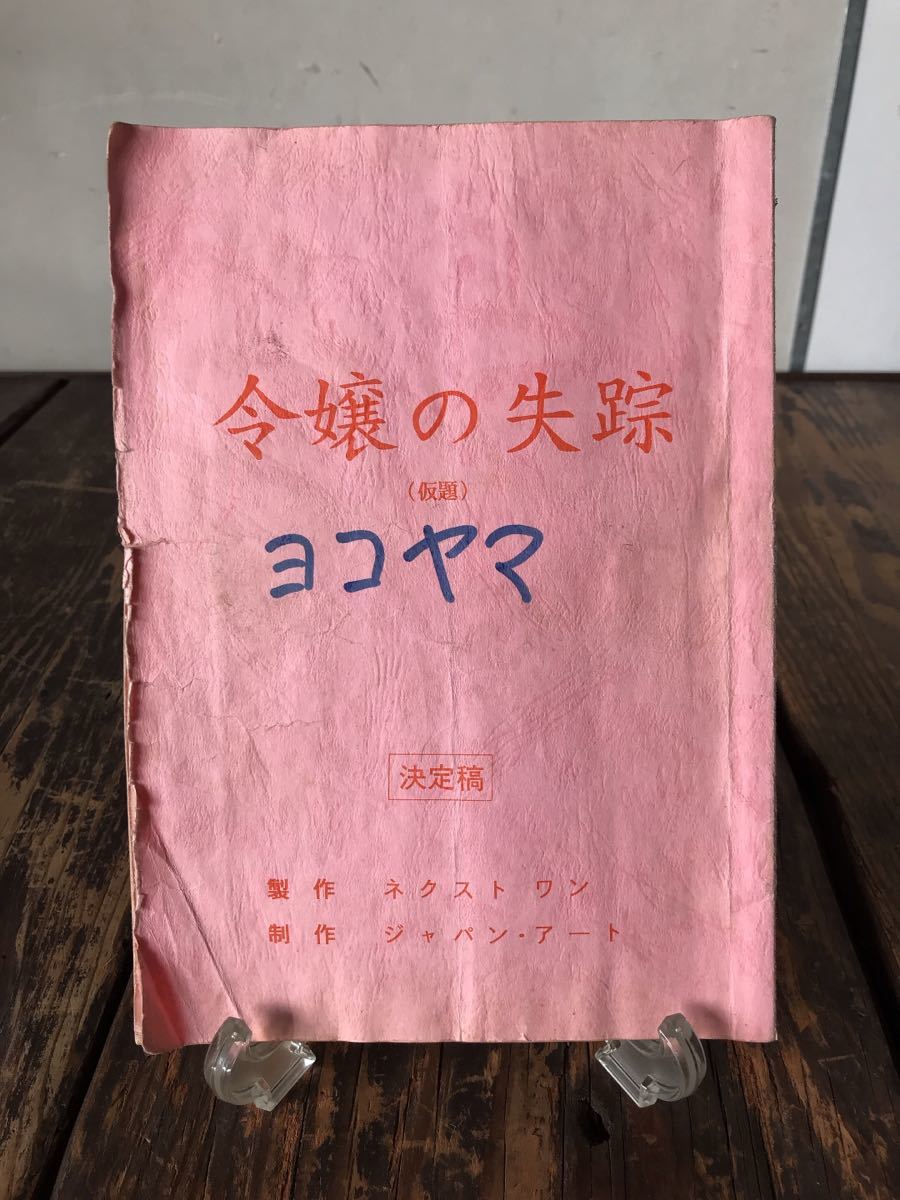 令嬢の失踪
（仮題）
ヨコヤマ
決定稿
製作 ネクスト ワン
制作 ジャパン・アート